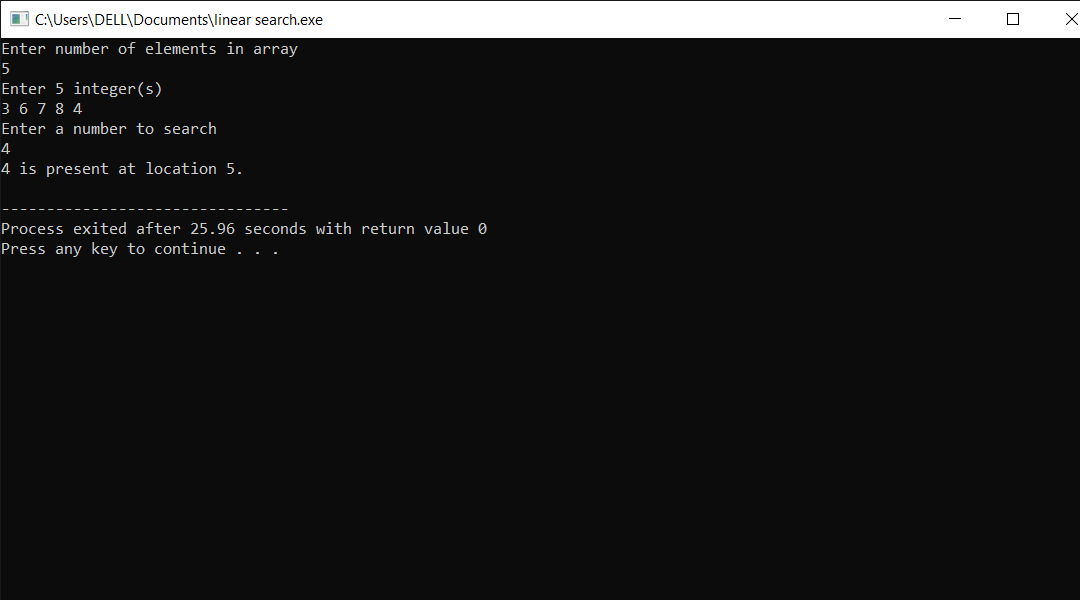 C:\Users\DELL\Documents\linear search.exe
Enter number of elements in array
5
Enter 5 integer(s)
3 6 7 8 4
Enter a number to search
4
4 is present at location 5.
--------------------------------
Process exited after 25.96 seconds with return value 0
Press any key to continue . . .